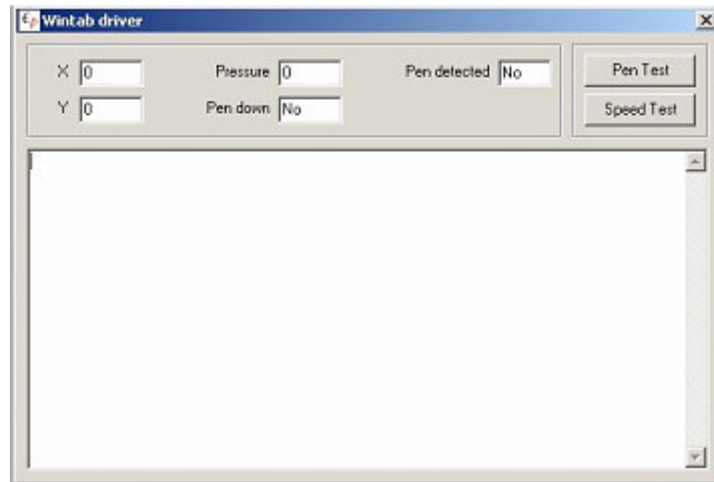 Wintab driver
X 0 Pressure 0 Pen detected No Pen Test
Y 0 Pen down No Speed Test